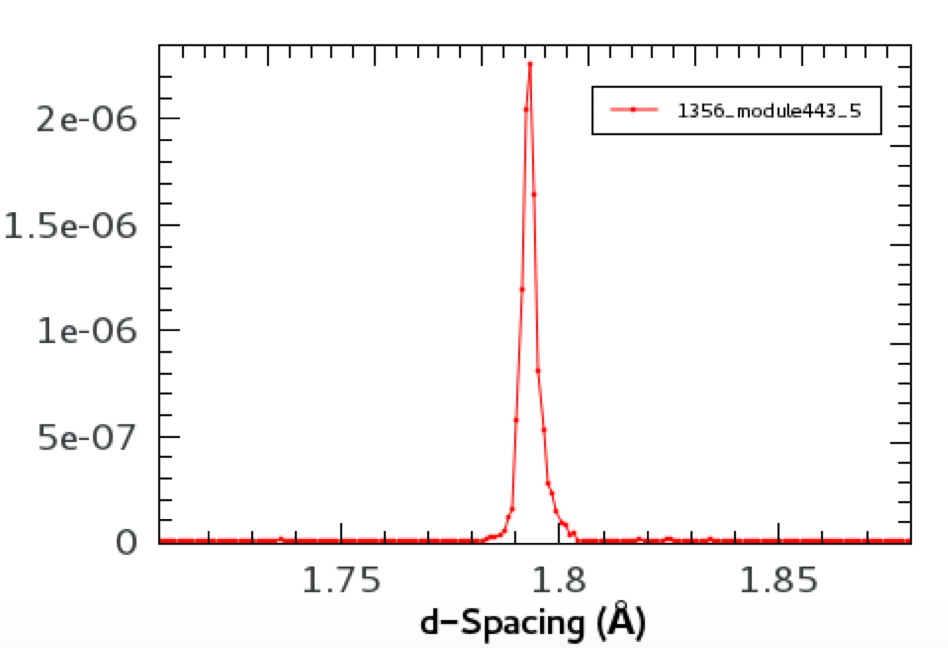 2e-06
1356_module443_5
1.5e-06
1e-06
5e-07
0
1.75 1.8 1.85
d-Spacing (Å)